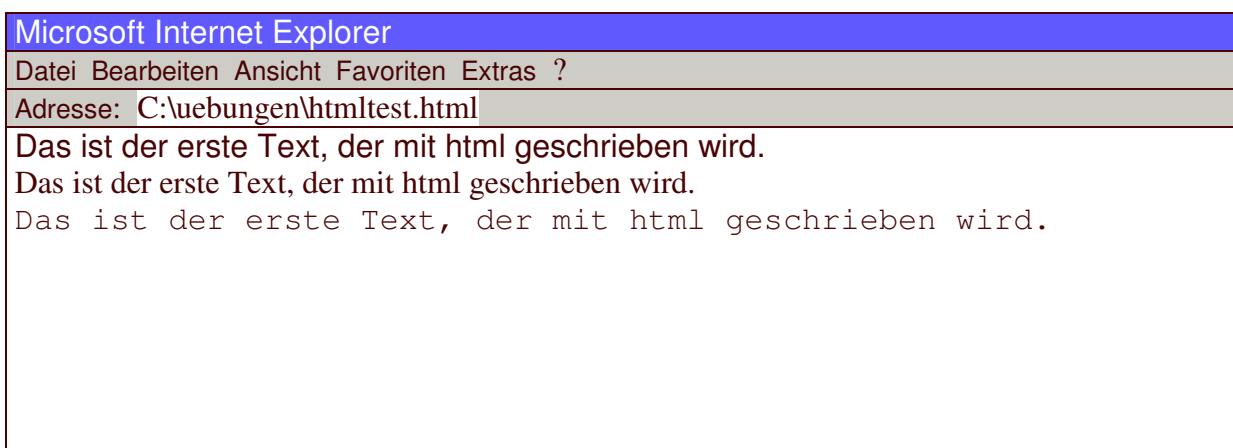 Microsoft Internet Explorer
Datei Bearbeiten Ansicht Favoriten Extras ?
Adresse: C:\uebungen\htmltest.html
Das ist der erste Text, der mit html geschrieben wird.
Das ist der erste Text, der mit html geschrieben wird.
Das ist der erste Text, der mit html geschrieben wird.